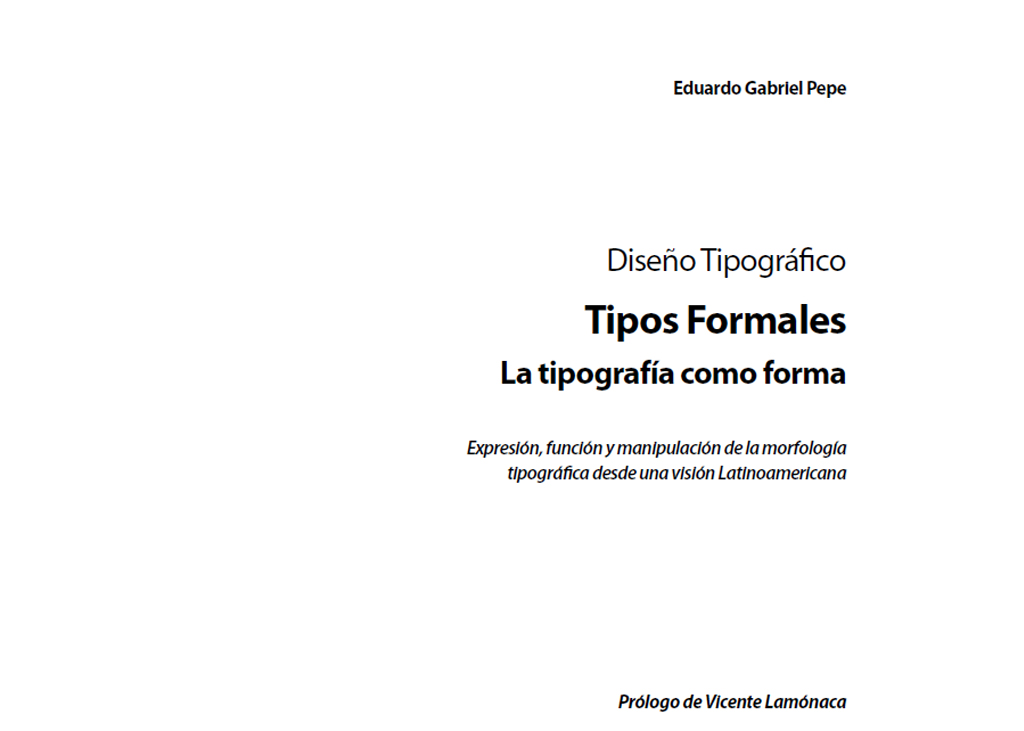 Eduardo Gabriel Pepe
Diseño Tipográfico
Tipos Formales
La tipografía como forma
Expresión, función y manipulación de la morfología
tipográfica desde una visión Latinoamericana
Prólogo de Vicente Lamónaca